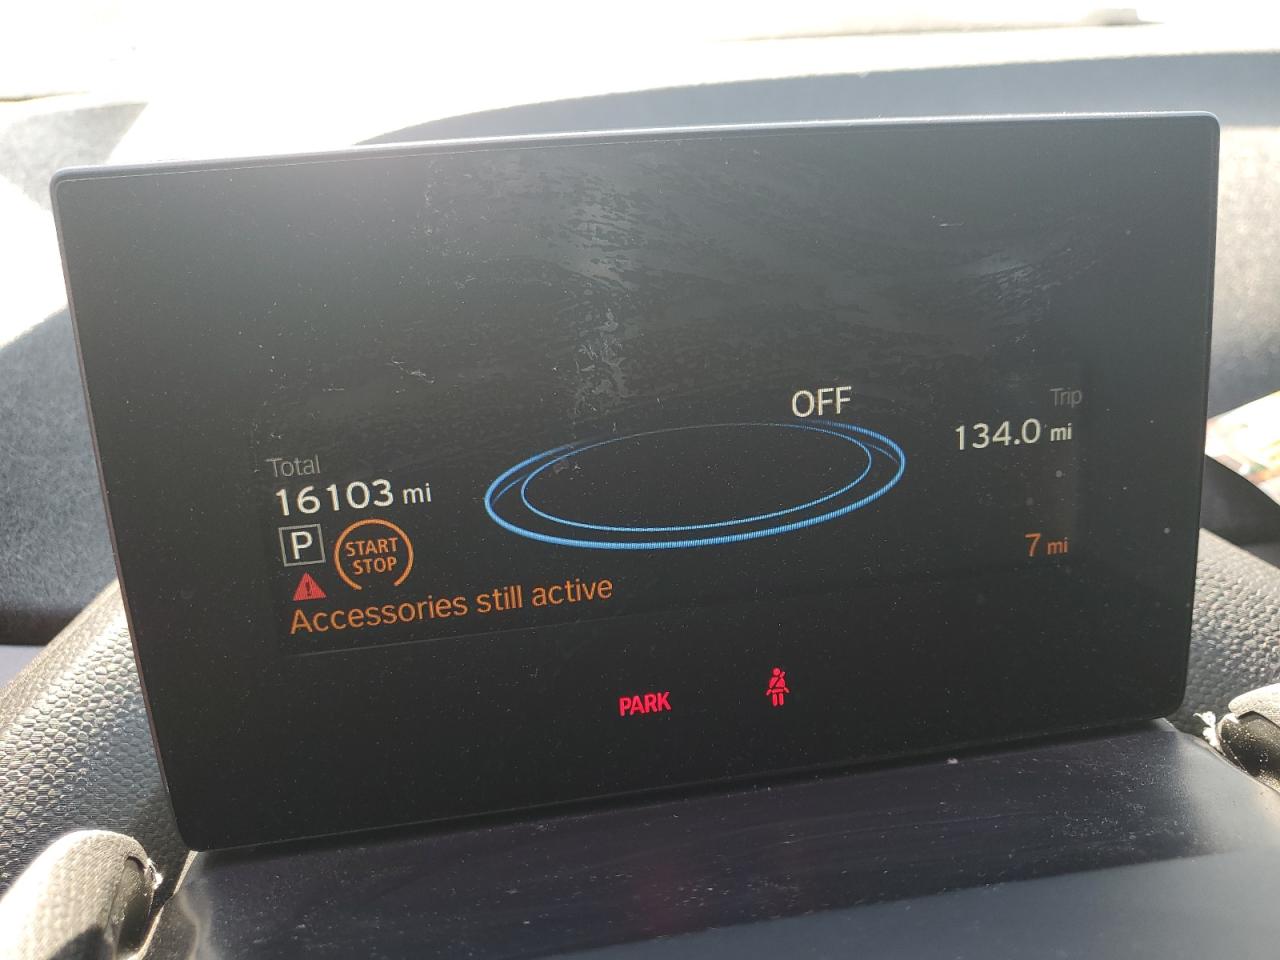 OFF
Trip
134.0 mi
Total
16103 mi
P
START
STOP
7 mi
Accessories still active
PARK